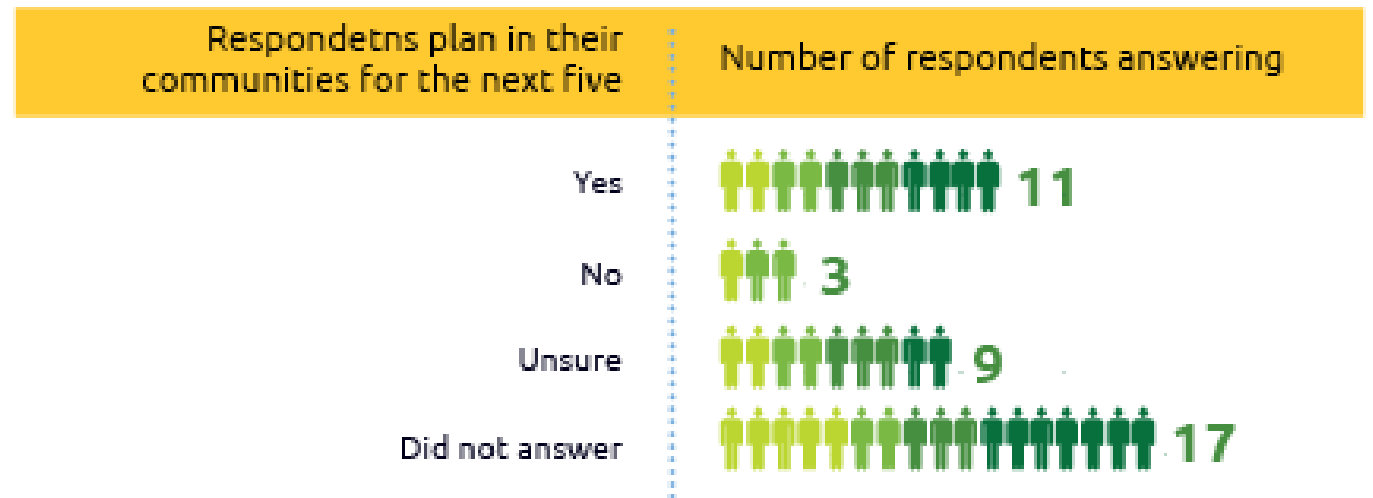 Respondetns plan in their
communities for the next five
Number of respondents answering
Yes
11
No
3
Unsure
9
Did not answer
17